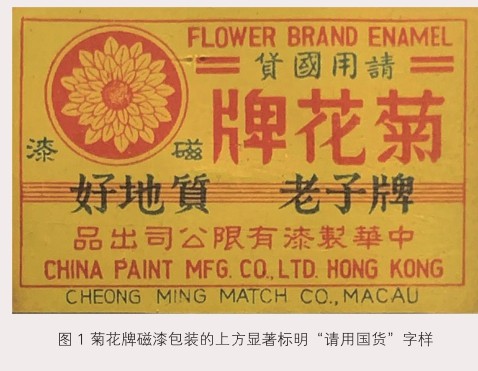 FLOWER BRAND ENAMEL
請用國貨
菊花牌
磁漆
牌子老 質地好
中華製漆有限公司出品
CHINA PAINT MFG. CO., LTD. HONG KONG
CHEONG MING MATCH CO., MACAU
图 1 菊花牌磁漆包装的上方显著标明“请用国货”字样